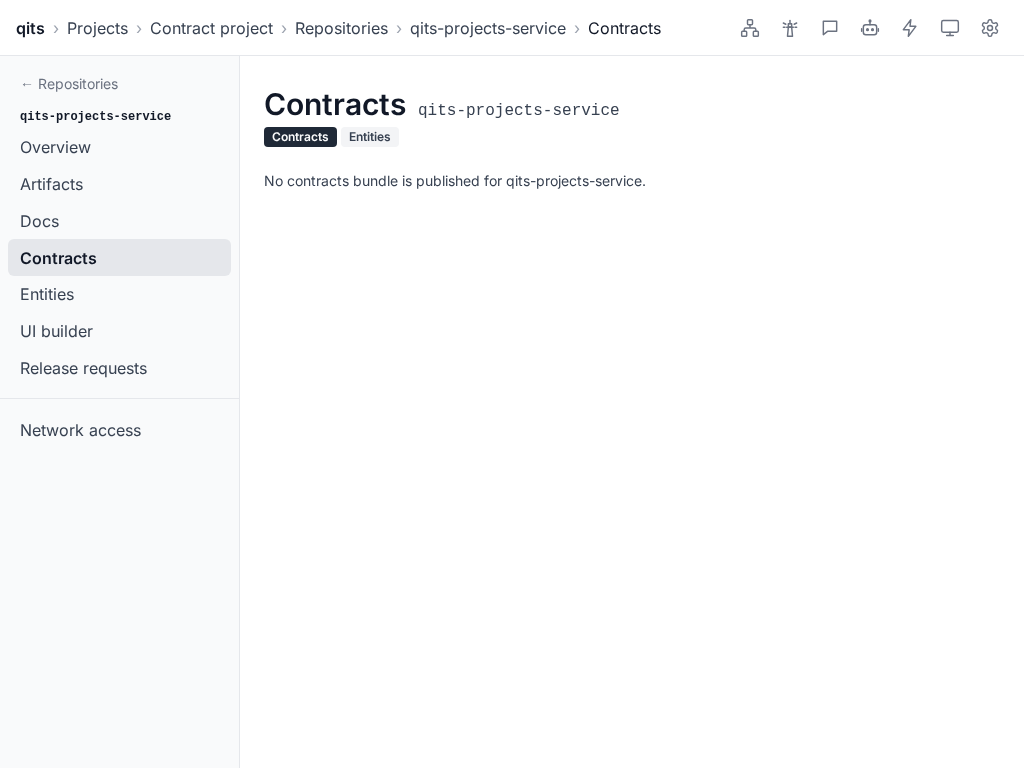 qits › Projects › Contract project › Repositories › qits-projects-service › Contracts
← Repositories
qits-projects-service
Overview
Artifacts
Docs
Contracts
Entities
UI builder
Release requests
Network access
Contracts qits-projects-service
Contracts Entities
No contracts bundle is published for qits-projects-service.